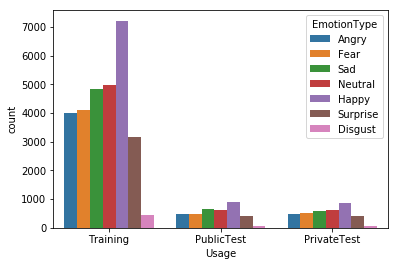 EmotionType
Angry
Fear
Sad
Neutral
Happy
Surprise
Disgust
count
7000
6000
5000
4000
3000
2000
1000
0
Training PublicTest PrivateTest
Usage